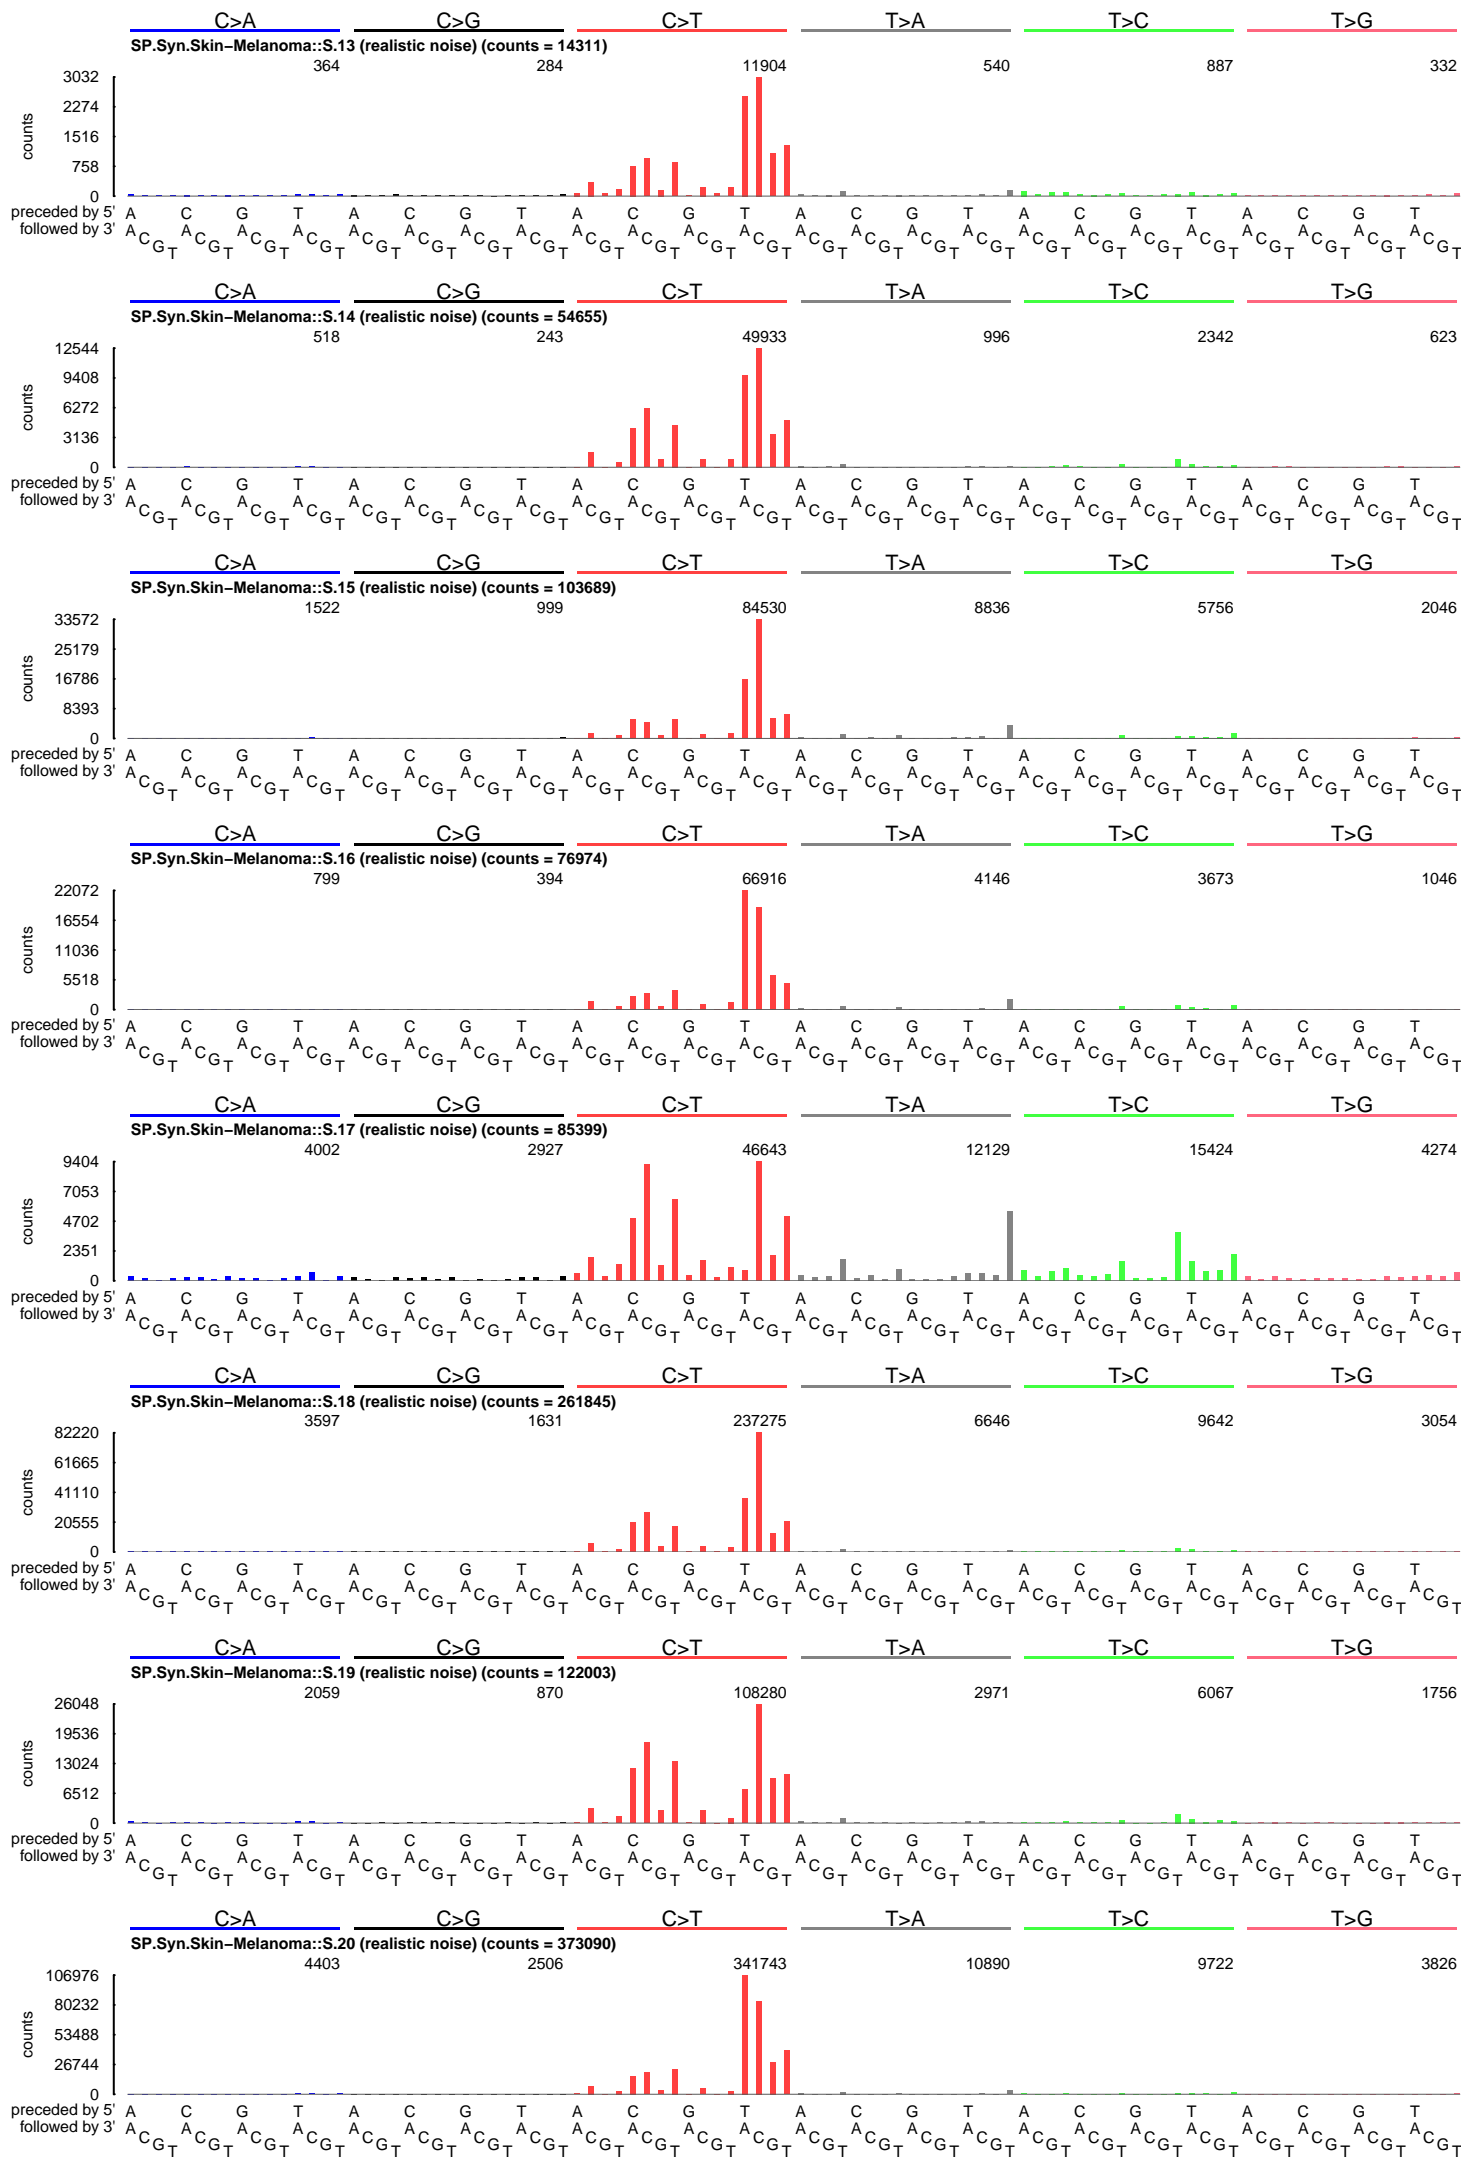 C>A C>G C>T T>A T>C T>G
SP.Syn.Skin−Melanoma::S.13 (realistic noise) (counts = 14311)
364 284 11904 540 887 332
3032
2274
1516
758
0
counts
preceded by 5' A C G T A C G T A C G T A C G T A C G T A C G T
followed by 3' A C G T A C G T A C G T A C G T A C G T A C G T A C G T A C G T A C G T A C G T A C G T A C G T A C G T A C G T A C G T A C G T A C G T A C G T A C G T A C G T A C G T A C G T A C G T A C G T
C>A C>G C>T T>A T>C T>G
SP.Syn.Skin−Melanoma::S.14 (realistic noise) (counts = 54655)
518 243 49933 996 2342 623
12544
9408
6272
3136
0
counts
preceded by 5' A C G T A C G T A C G T A C G T A C G T A C G T
followed by 3' A C G T A C G T A C G T A C G T A C G T A C G T A C G T A C G T A C G T A C G T A C G T A C G T A C G T A C G T A C G T A C G T A C G T A C G T A C G T A C G T A C G T A C G T A C G T A C G T
C>A C>G C>T T>A T>C T>G
SP.Syn.Skin−Melanoma::S.15 (realistic noise) (counts = 103689)
1522 999 84530 8836 5756 2046
33572
25179
16786
8393
0
counts
preceded by 5' A C G T A C G T A C G T A C G T A C G T A C G T
followed by 3' A C G T A C G T A C G T A C G T A C G T A C G T A C G T A C G T A C G T A C G T A C G T A C G T A C G T A C G T A C G T A C G T A C G T A C G T A C G T A C G T A C G T A C G T A C G T A C G T
C>A C>G C>T T>A T>C T>G
SP.Syn.Skin−Melanoma::S.16 (realistic noise) (counts = 76974)
799 394 66916 4146 3673 1046
22072
16554
11036
5518
0
counts
preceded by 5' A C G T A C G T A C G T A C G T A C G T A C G T
followed by 3' A C G T A C G T A C G T A C G T A C G T A C G T A C G T A C G T A C G T A C G T A C G T A C G T A C G T A C G T A C G T A C G T A C G T A C G T A C G T A C G T A C G T A C G T A C G T A C G T
C>A C>G C>T T>A T>C T>G
SP.Syn.Skin−Melanoma::S.17 (realistic noise) (counts = 85399)
4002 2927 46643 12129 15424 4274
9404
7053
4702
2351
0
counts
preceded by 5' A C G T A C G T A C G T A C G T A C G T A C G T
followed by 3' A C G T A C G T A C G T A C G T A C G T A C G T A C G T A C G T A C G T A C G T A C G T A C G T A C G T A C G T A C G T A C G T A C G T A C G T A C G T A C G T A C G T A C G T A C G T A C G T
C>A C>G C>T T>A T>C T>G
SP.Syn.Skin−Melanoma::S.18 (realistic noise) (counts = 261845)
3597 1631 237275 6646 9642 3054
82220
61665
41110
20555
0
counts
preceded by 5' A C G T A C G T A C G T A C G T A C G T A C G T
followed by 3' A C G T A C G T A C G T A C G T A C G T A C G T A C G T A C G T A C G T A C G T A C G T A C G T A C G T A C G T A C G T A C G T A C G T A C G T A C G T A C G T A C G T A C G T A C G T A C G T
C>A C>G C>T T>A T>C T>G
SP.Syn.Skin−Melanoma::S.19 (realistic noise) (counts = 122003)
2059 870 108280 2971 6067 1756
26048
19536
13024
6512
0
counts
preceded by 5' A C G T A C G T A C G T A C G T A C G T A C G T
followed by 3' A C G T A C G T A C G T A C G T A C G T A C G T A C G T A C G T A C G T A C G T A C G T A C G T A C G T A C G T A C G T A C G T A C G T A C G T A C G T A C G T A C G T A C G T A C G T A C G T
C>A C>G C>T T>A T>C T>G
SP.Syn.Skin−Melanoma::S.20 (realistic noise) (counts = 373090)
4403 2506 341743 10890 9722 3826
106976
80232
53488
26744
0
counts
preceded by 5' A C G T A C G T A C G T A C G T A C G T A C G T
followed by 3' A C G T A C G T A C G T A C G T A C G T A C G T A C G T A C G T A C G T A C G T A C G T A C G T A C G T A C G T A C G T A C G T A C G T A C G T A C G T A C G T A C G T A C G T A C G T A C G T